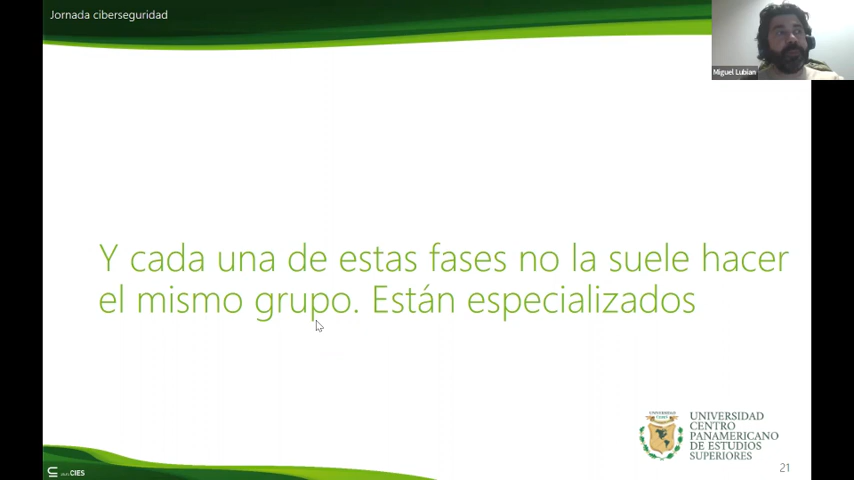 Jornada ciberseguridad
Miguel Lubian
Y cada una de estas fases no la suele hacer
el mismo grupo. Están especializados
UNIVERSIDAD
CENTRO
PANAMERICANO
DE ESTUDIOS
SUPERIORES
CIES
21